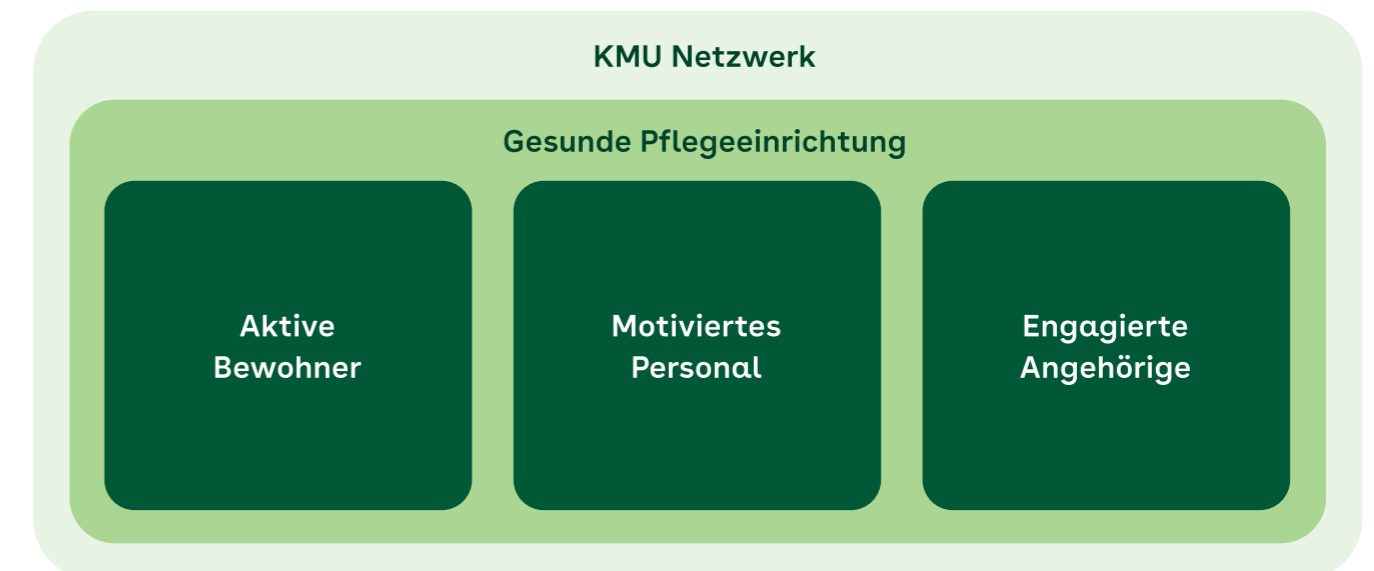 KMU Netzwerk
Gesunde Pflegeeinrichtung
Aktive
Bewohner
Motiviertes
Personal
Engagierte
Angehörige